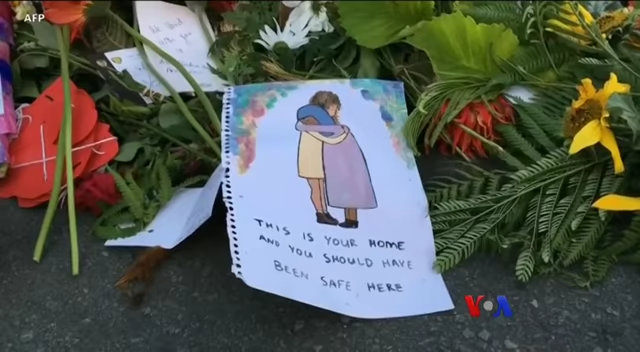 AFP
THIS IS YOUR HOME
AND YOU SHOULD HAVE
BEEN SAFE, HERE
VOA